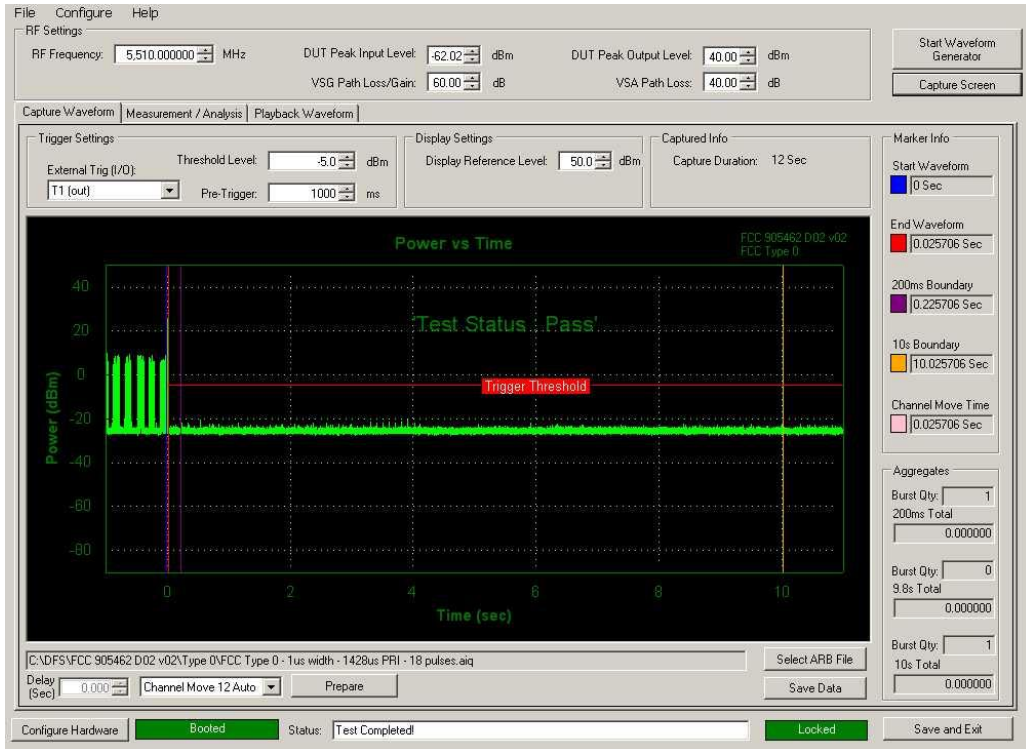 File Configure Help
RF Settings
RF Frequency: 5,510.000000 MHz
DUT Peak Input Level: -62.02 dBm
DUT Peak Output Level: 40.00 dBm
VSG Path Loss/Gain: 60.00 dB
VSA Path Loss: 40.00 dB
Start Waveform
Generator
Capture Screen
Capture Waveform Measurement / Analysis Playback Waveform
Trigger Settings
External Trig (I/O):
T1 (out)
Threshold Level: -5.0 dBm
Pre-Trigger: 1000 ms
Display Settings
Display Reference Level: 50.0 dBm
Captured Info
Capture Duration: 12 Sec
Marker Info
Start Waveform
0 Sec
End Waveform
0.025706 Sec
200ms Boundary
0.225706 Sec
10s Boundary
10.025706 Sec
Channel Move Time
0.025706 Sec
Power vs Time
FCC 905462 D02 v02
FCC Type 0
'Test Status : Pass'
Trigger Threshold
Power (dBm)
40
20
0
-20
-40
-60
-80
0 2 4 6 8 10
Time (sec)
Aggregates
Burst Qty: 1
200ms Total
0.000000
Burst Qty: 0
9.8s Total
0.000000
Burst Qty: 1
10s Total
0.000000
C:\DFS\FCC 905462 D02 v02\Type 0\FCC Type 0 - 1us width - 1428us PRI - 18 pulses.aiq
Select ARB File
Delay
(Sec) 0.000
Channel Move 12 Auto
Prepare
Save Data
Configure Hardware
Booted
Status: Test Completed!
Locked
Save and Exit